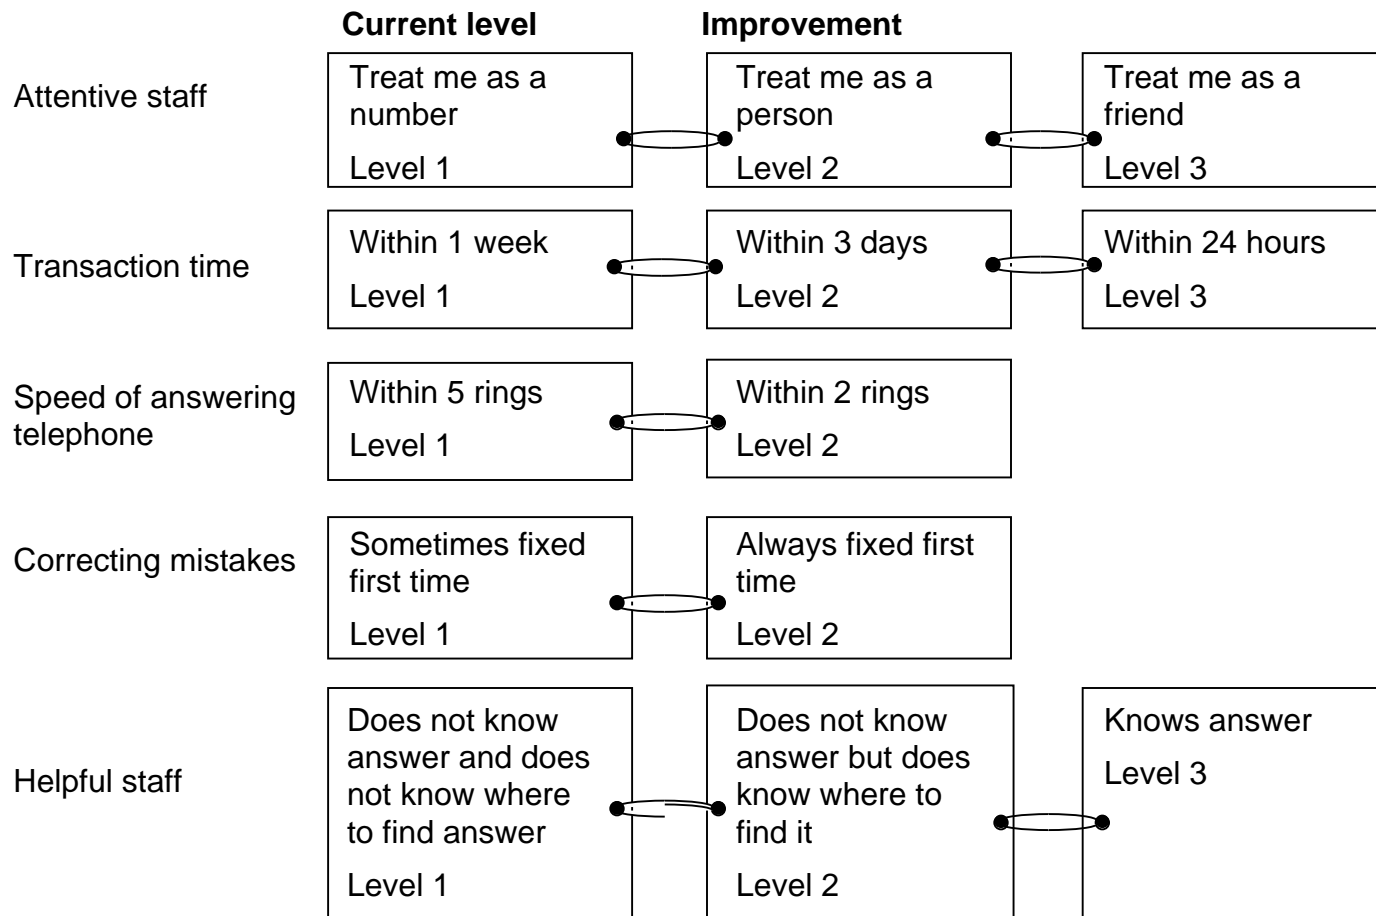 Current level
Improvement
Attentive staff
Treat me as a
number
Level 1
Treat me as a
person
Level 2
Treat me as a
friend
Level 3
Transaction time
Within 1 week
Level 1
Within 3 days
Level 2
Within 24 hours
Level 3
Speed of answering
telephone
Within 5 rings
Level 1
Within 2 rings
Level 2
Correcting mistakes
Sometimes fixed
first time
Level 1
Always fixed first
time
Level 2
Helpful staff
Does not know
answer and does
not know where
to find answer
Level 1
Does not know
answer but does
know where to
find it
Level 2
Knows answer
Level 3